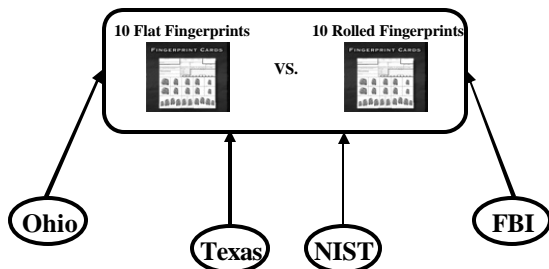 10 Flat Fingerprints 10 Rolled Fingerprints
FINGERPRINT CARDS FINGERPRINT CARDS
VS.
Ohio FBI
Texas NIST